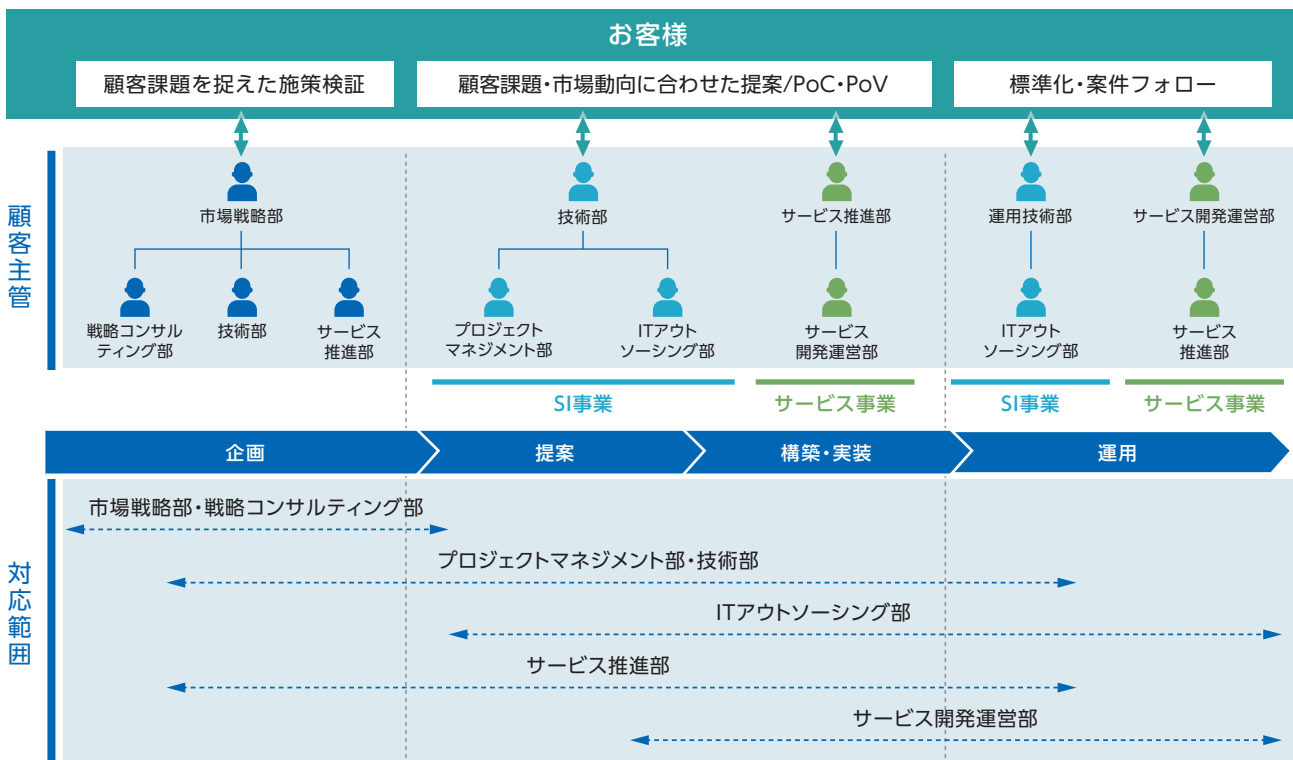 お客様
顧客課題を捉えた施策検証
顧客課題・市場動向に合わせた提案/PoC・PoV
標準化・案件フォロー
顧客主管
市場戦略部
技術部
サービス推進部
運用技術部
サービス開発運営部
戦略コンサル
ティング部
技術部
サービス
推進部
プロジェクト
マネジメント部
ITアウト
ソーシング部
サービス
開発運営部
ITアウト
ソーシング部
サービス
推進部
SI事業
サービス事業
SI事業
サービス事業
企画
提案
構築・実装
運用
対応範囲
市場戦略部・戦略コンサルティング部
プロジェクトマネジメント部・技術部
ITアウトソーシング部
サービス推進部
サービス開発運営部